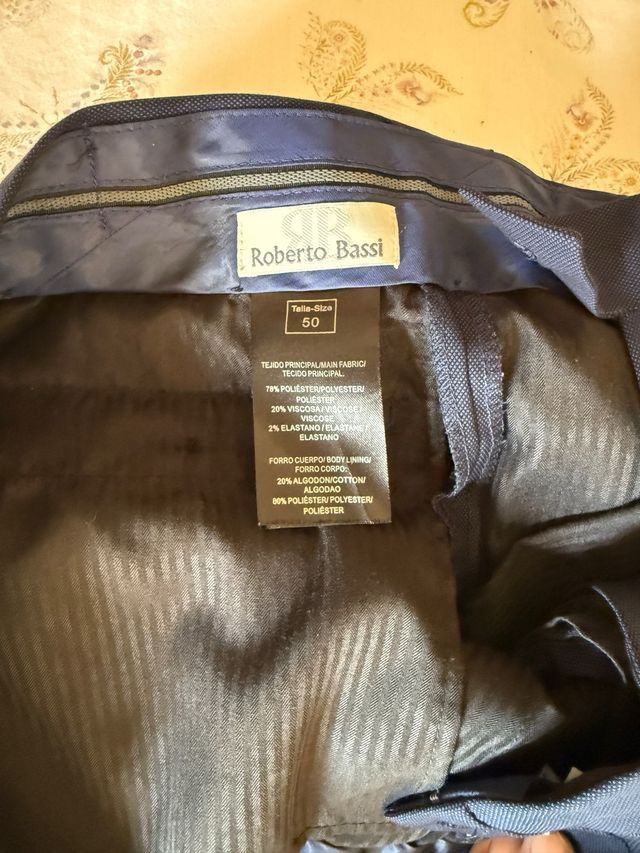 Roberto Bassi
Talla-Size
50
TEJIDO PRINCIPAL/MAIN FABRIC/
TECIDO PRINCIPAL.
78% POLIÉSTER/POLYESTER/
POLIÉSTER
20% VISCOSA/ VISCOSE/
VISCOSE
2% ELASTANO / ELASTANE /
ELASTANO
FORRO CUERPO/ BODY LINING/
FORRO CORPO:
20% ALGODON/COTTON/
ALGODAO
80% POLIÉSTER/POLYESTER/
POLIÉSTER